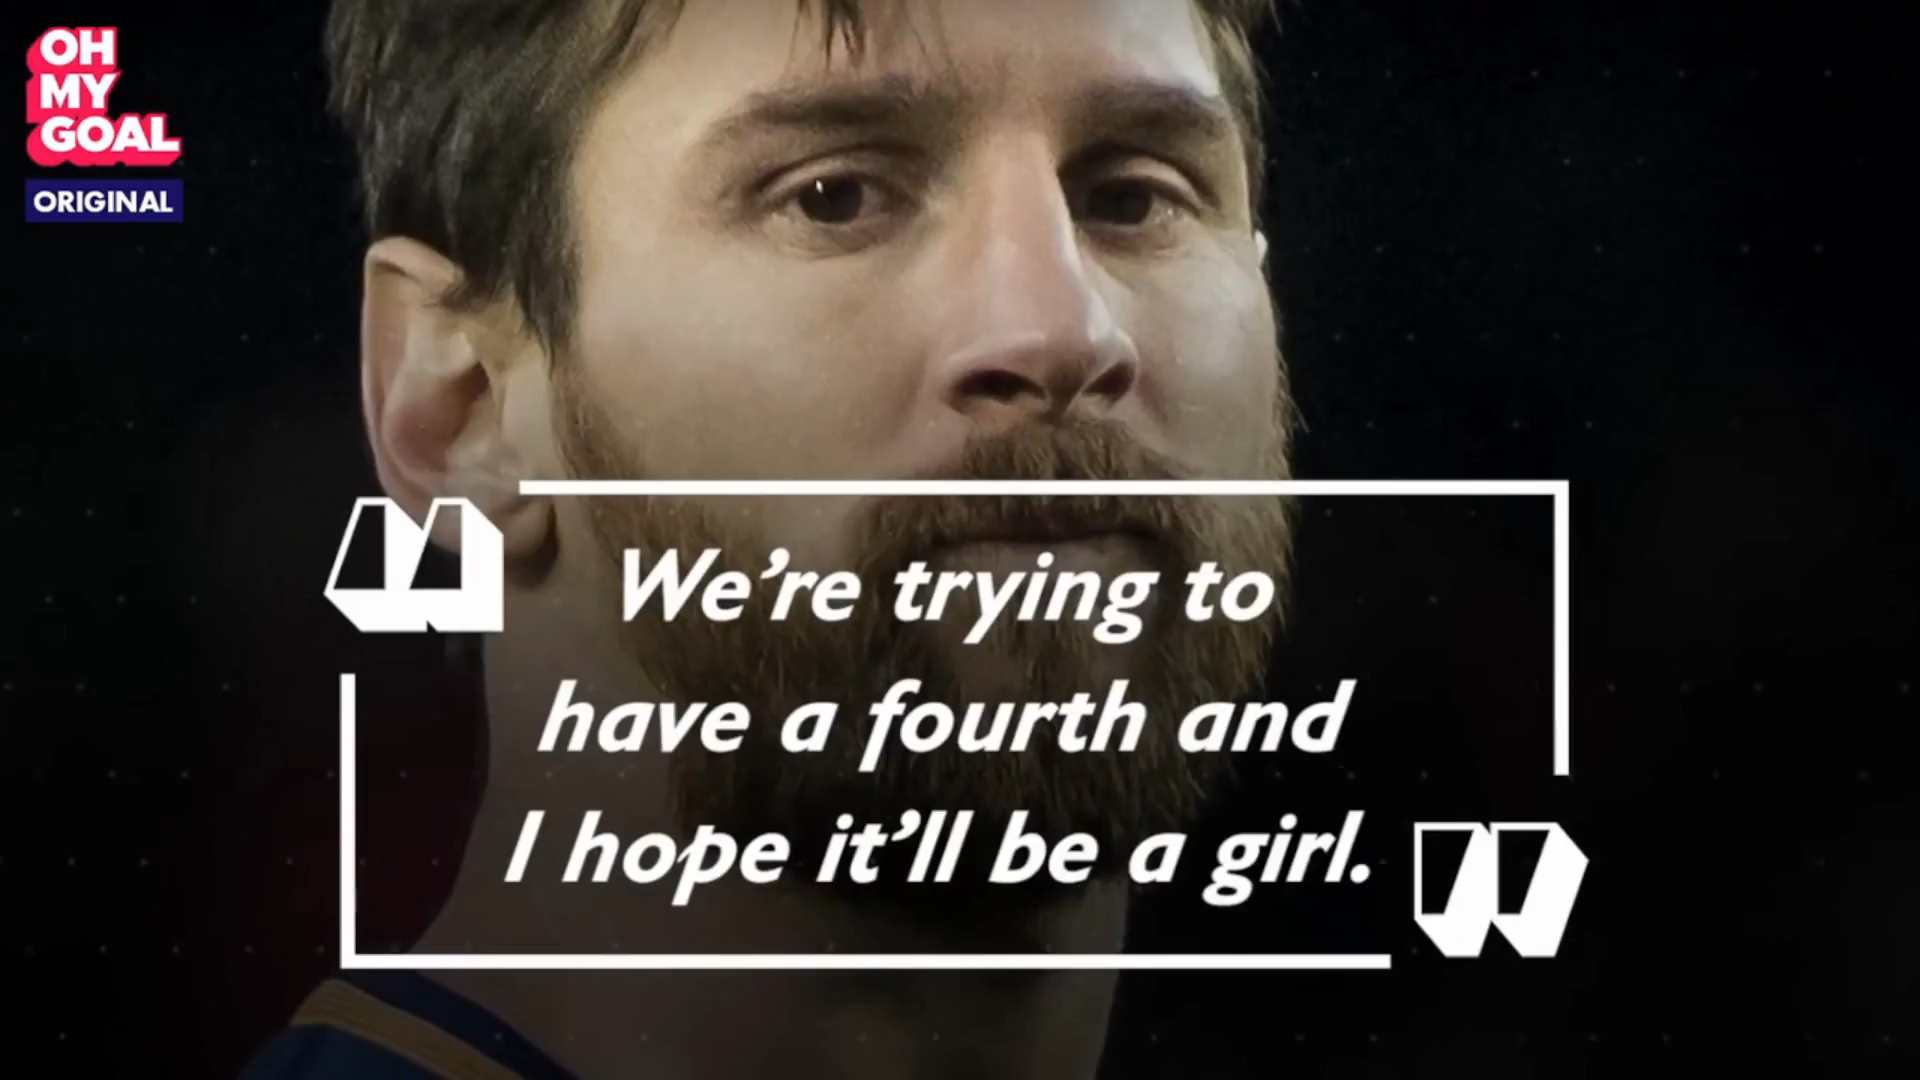 OH
MY
GOAL
ORIGINAL
We're trying to
have a fourth and
I hope it'll be a girl.